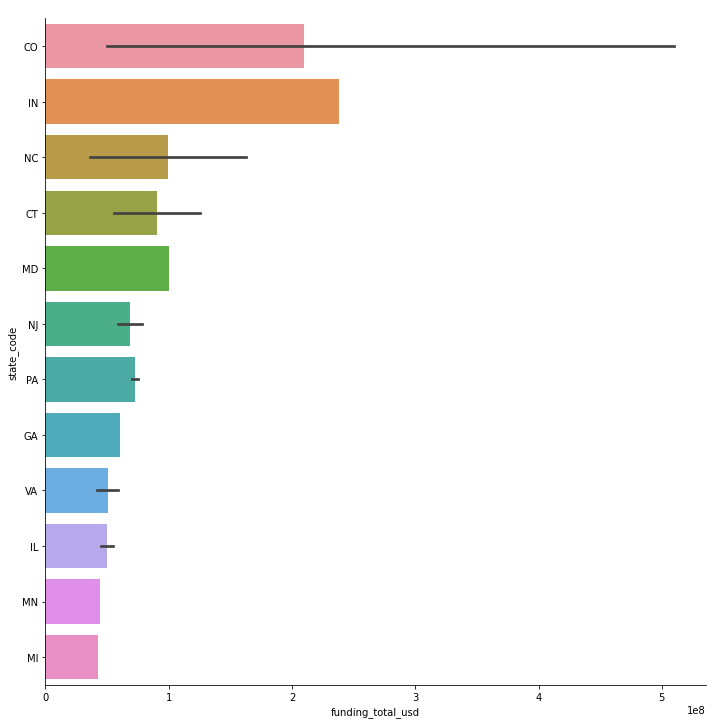 CO
IN
NC
CT
MD
NJ
PA
GA
VA
IL
MN
MI
state_code
0 1 2 3 4 5
1e8
funding_total_usd